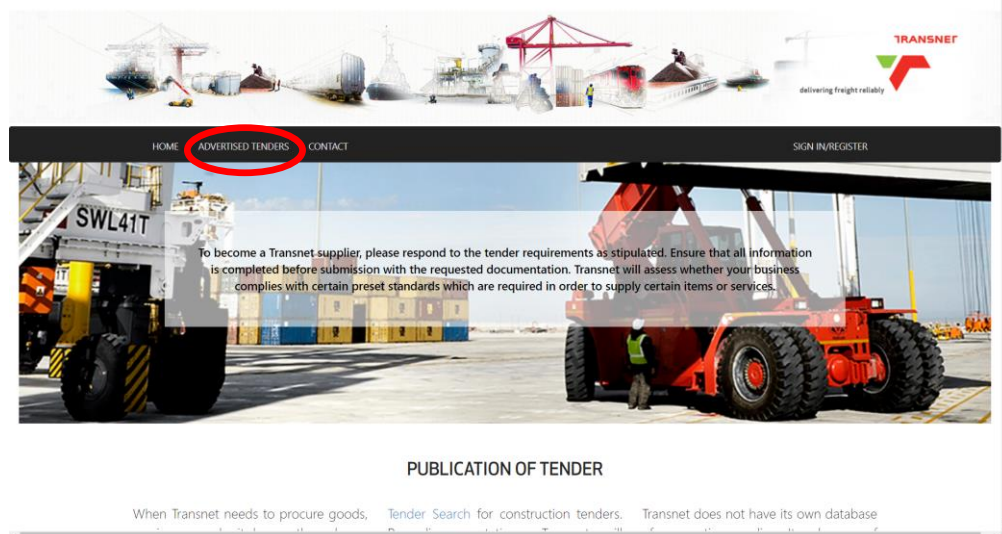 TRANSNET
delivering freight reliably
HOME ADVERTISED TENDERS CONTACT SIGN IN/REGISTER
SWL41T
To become a Transnet supplier, please respond to the tender requirements as stipulated. Ensure that all information
is completed before submission with the requested documentation. Transnet will assess whether your business
complies with certain preset standards which are required in order to supply certain items or services.
PUBLICATION OF TENDER
When Transnet needs to procure goods,
Tender Search for construction tenders.
Transnet does not have its own database